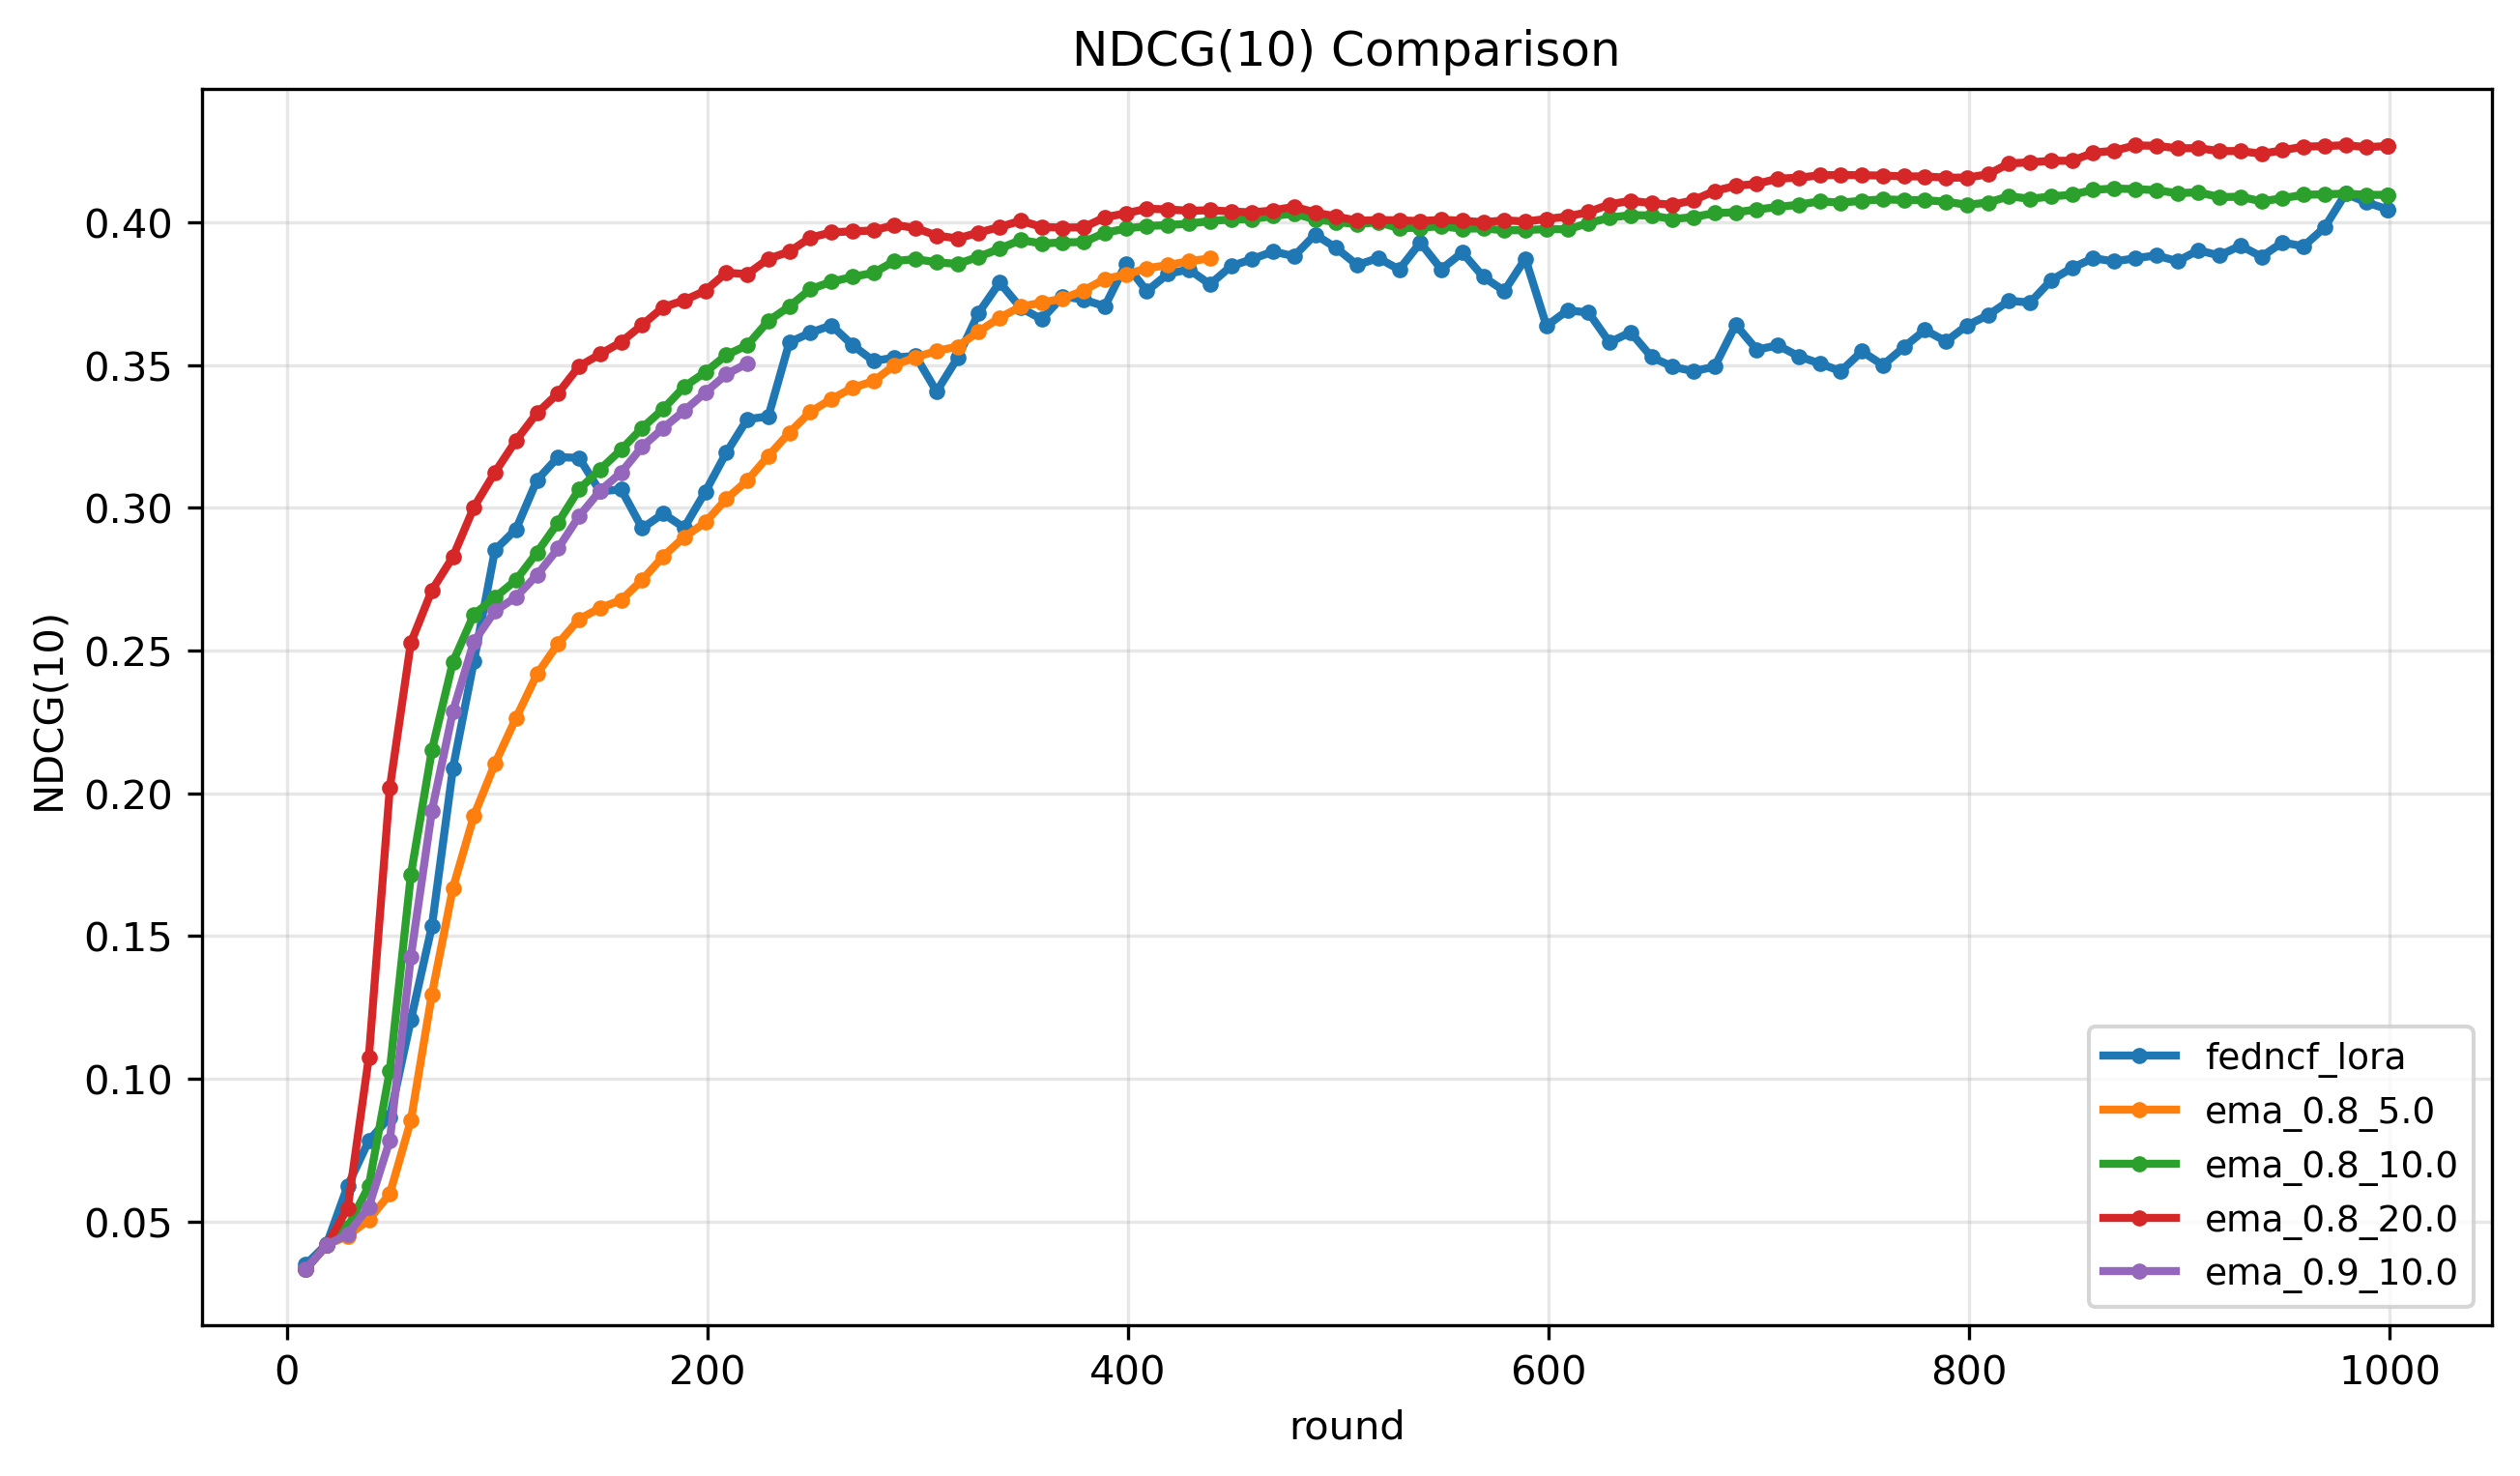 NDCG(10) Comparison
NDCG(10)
0.40
0.35
0.30
0.25
0.20
0.15
0.10
0.05
0
200
400
600
800
1000
round
fedncf_lora
ema_0.8_5.0
ema_0.8_10.0
ema_0.8_20.0
ema_0.9_10.0